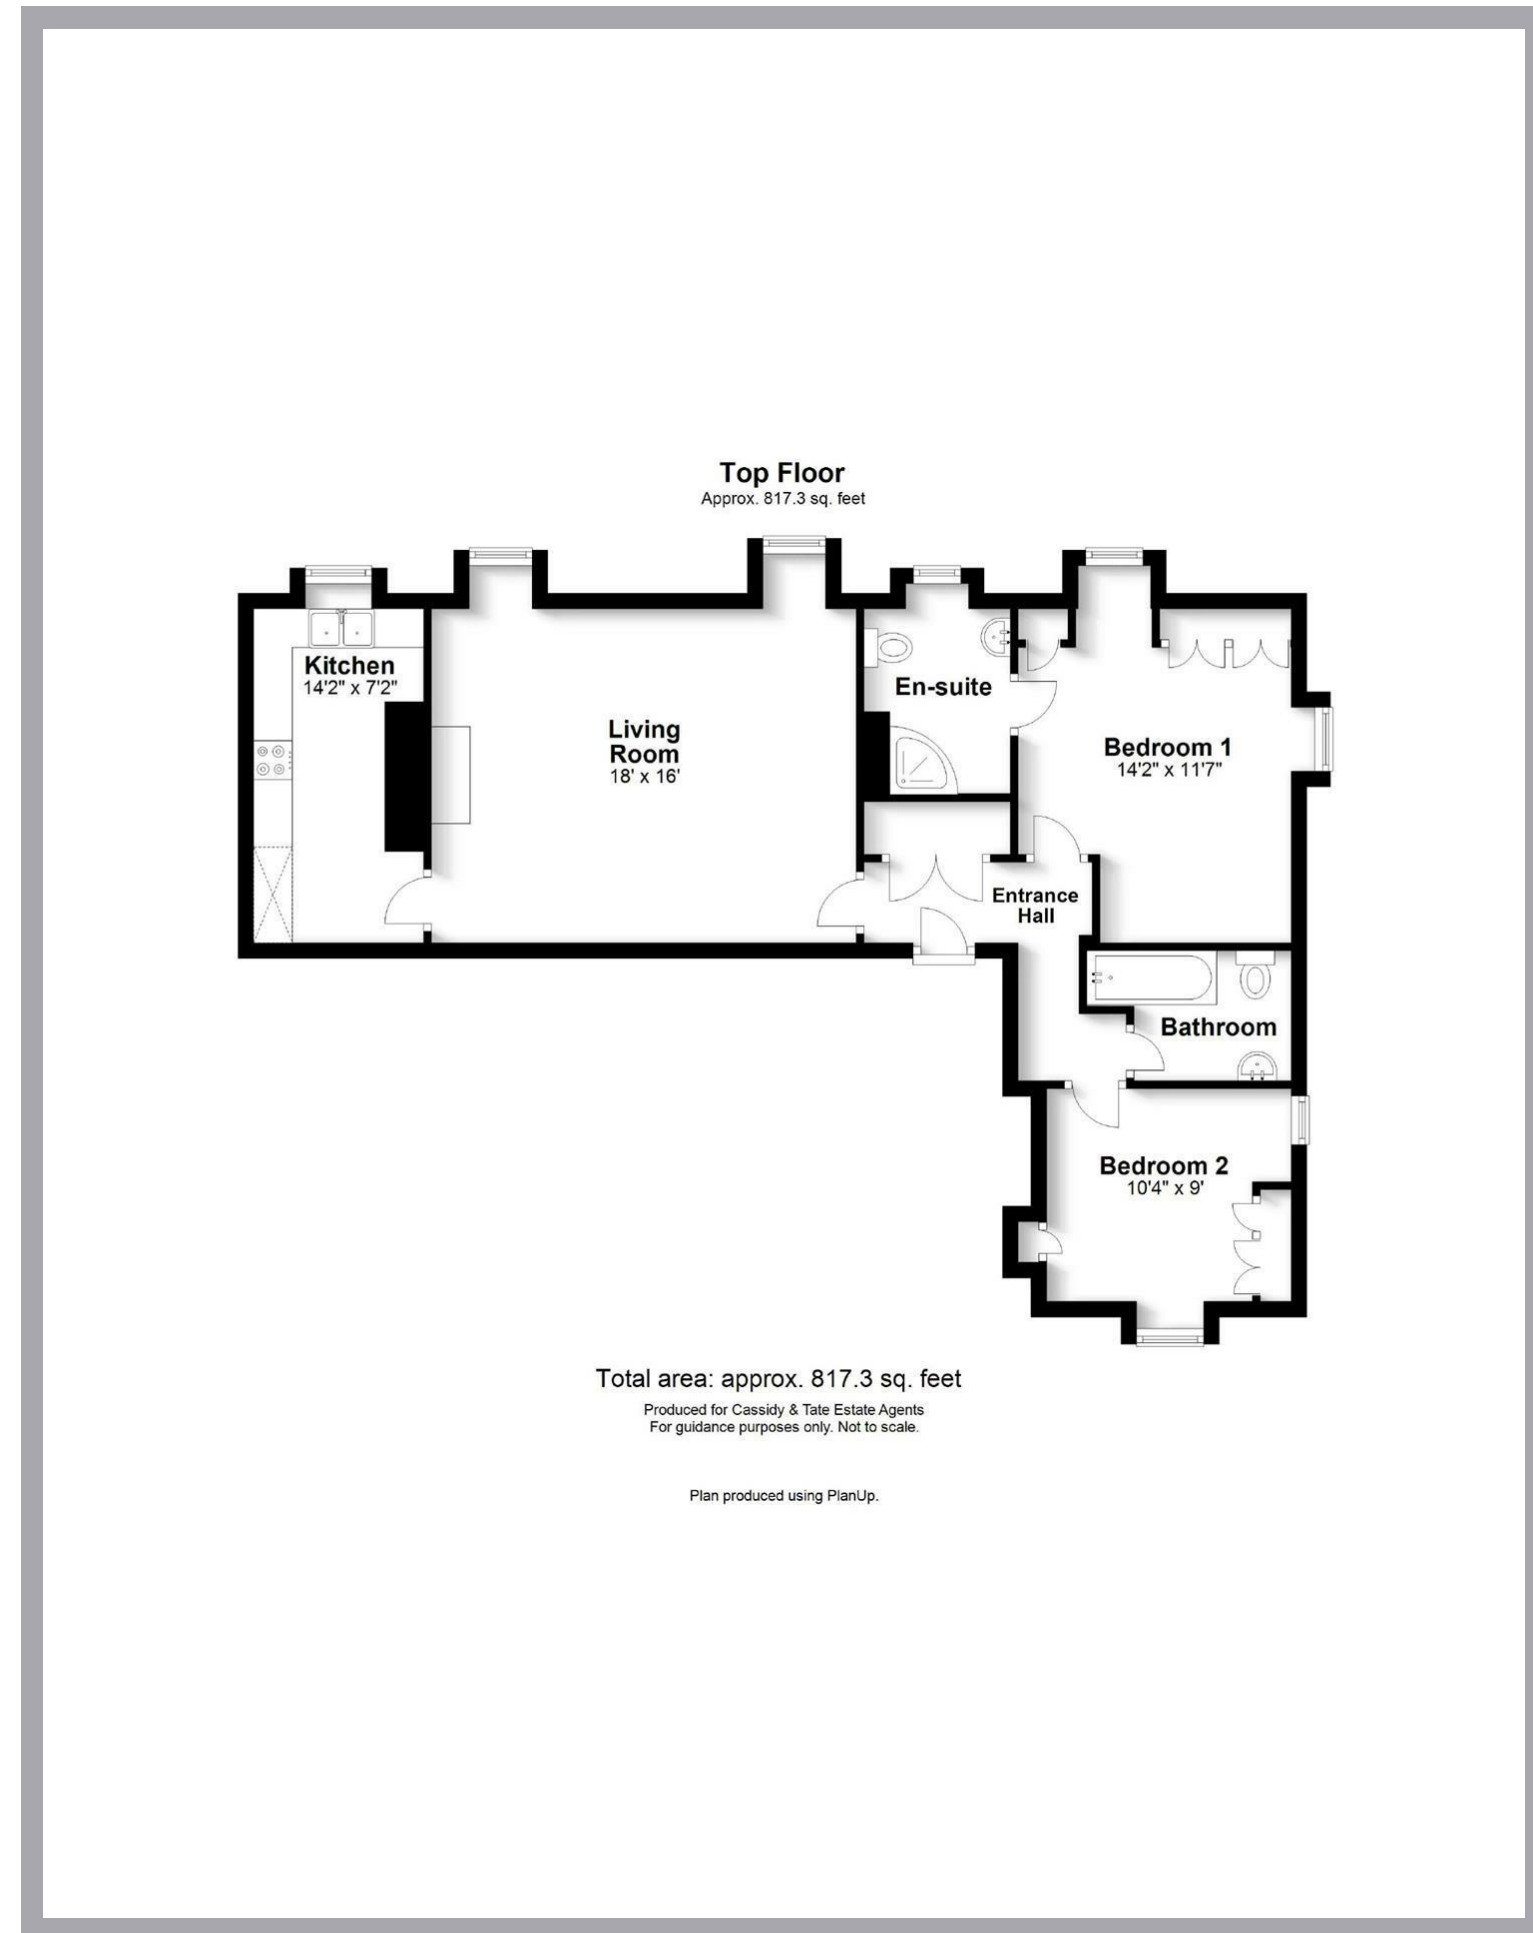 Top Floor
Approx. 817.3 sq. feet
Kitchen
14'2" x 7'2"
Living
Room
18' x 16'
En-suite
Bedroom 1
14'2" x 11'7"
Entrance
Hall
Bathroom
Bedroom 2
10'4" x 9'
Total area: approx. 817.3 sq. feet
Produced for Cassidy & Tate Estate Agents
For guidance purposes only. Not to scale.
Plan produced using PlanUp.